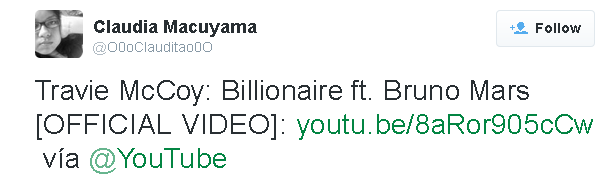 Claudia Macuyama
@O0oClauditao0O
Follow
Travie McCoy: Billionaire ft. Bruno Mars
[OFFICIAL VIDEO]: youtu.be/8aRor905cCw
vía @YouTube